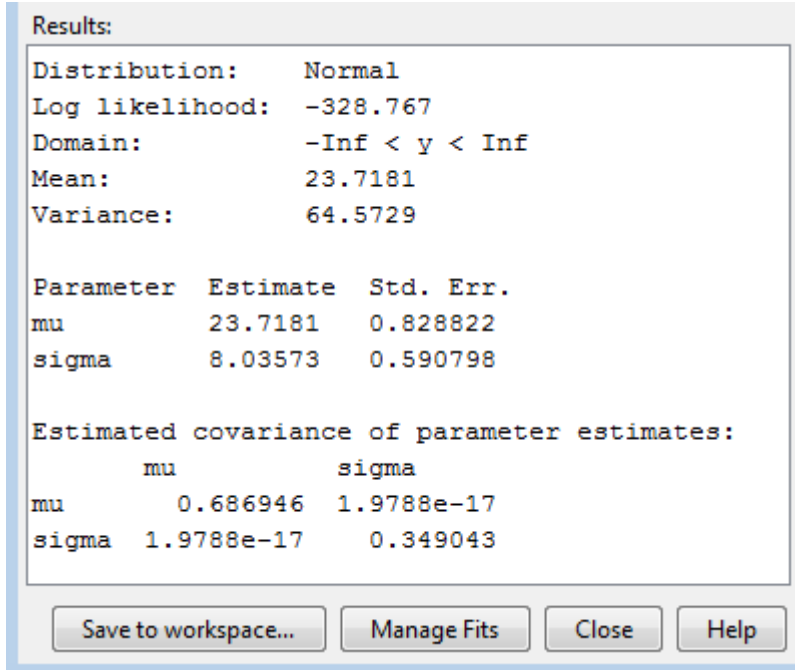 Results:
Distribution: Normal
Log likelihood: -328.767
Domain: -Inf < y < Inf
Mean: 23.7181
Variance: 64.5729
Parameter Estimate Std. Err.
mu 23.7181 0.828822
sigma 8.03573 0.590798
Estimated covariance of parameter estimates:
mu sigma
mu 0.686946 1.9788e-17
sigma 1.9788e-17 0.349043
Save to workspace... Manage Fits Close Help